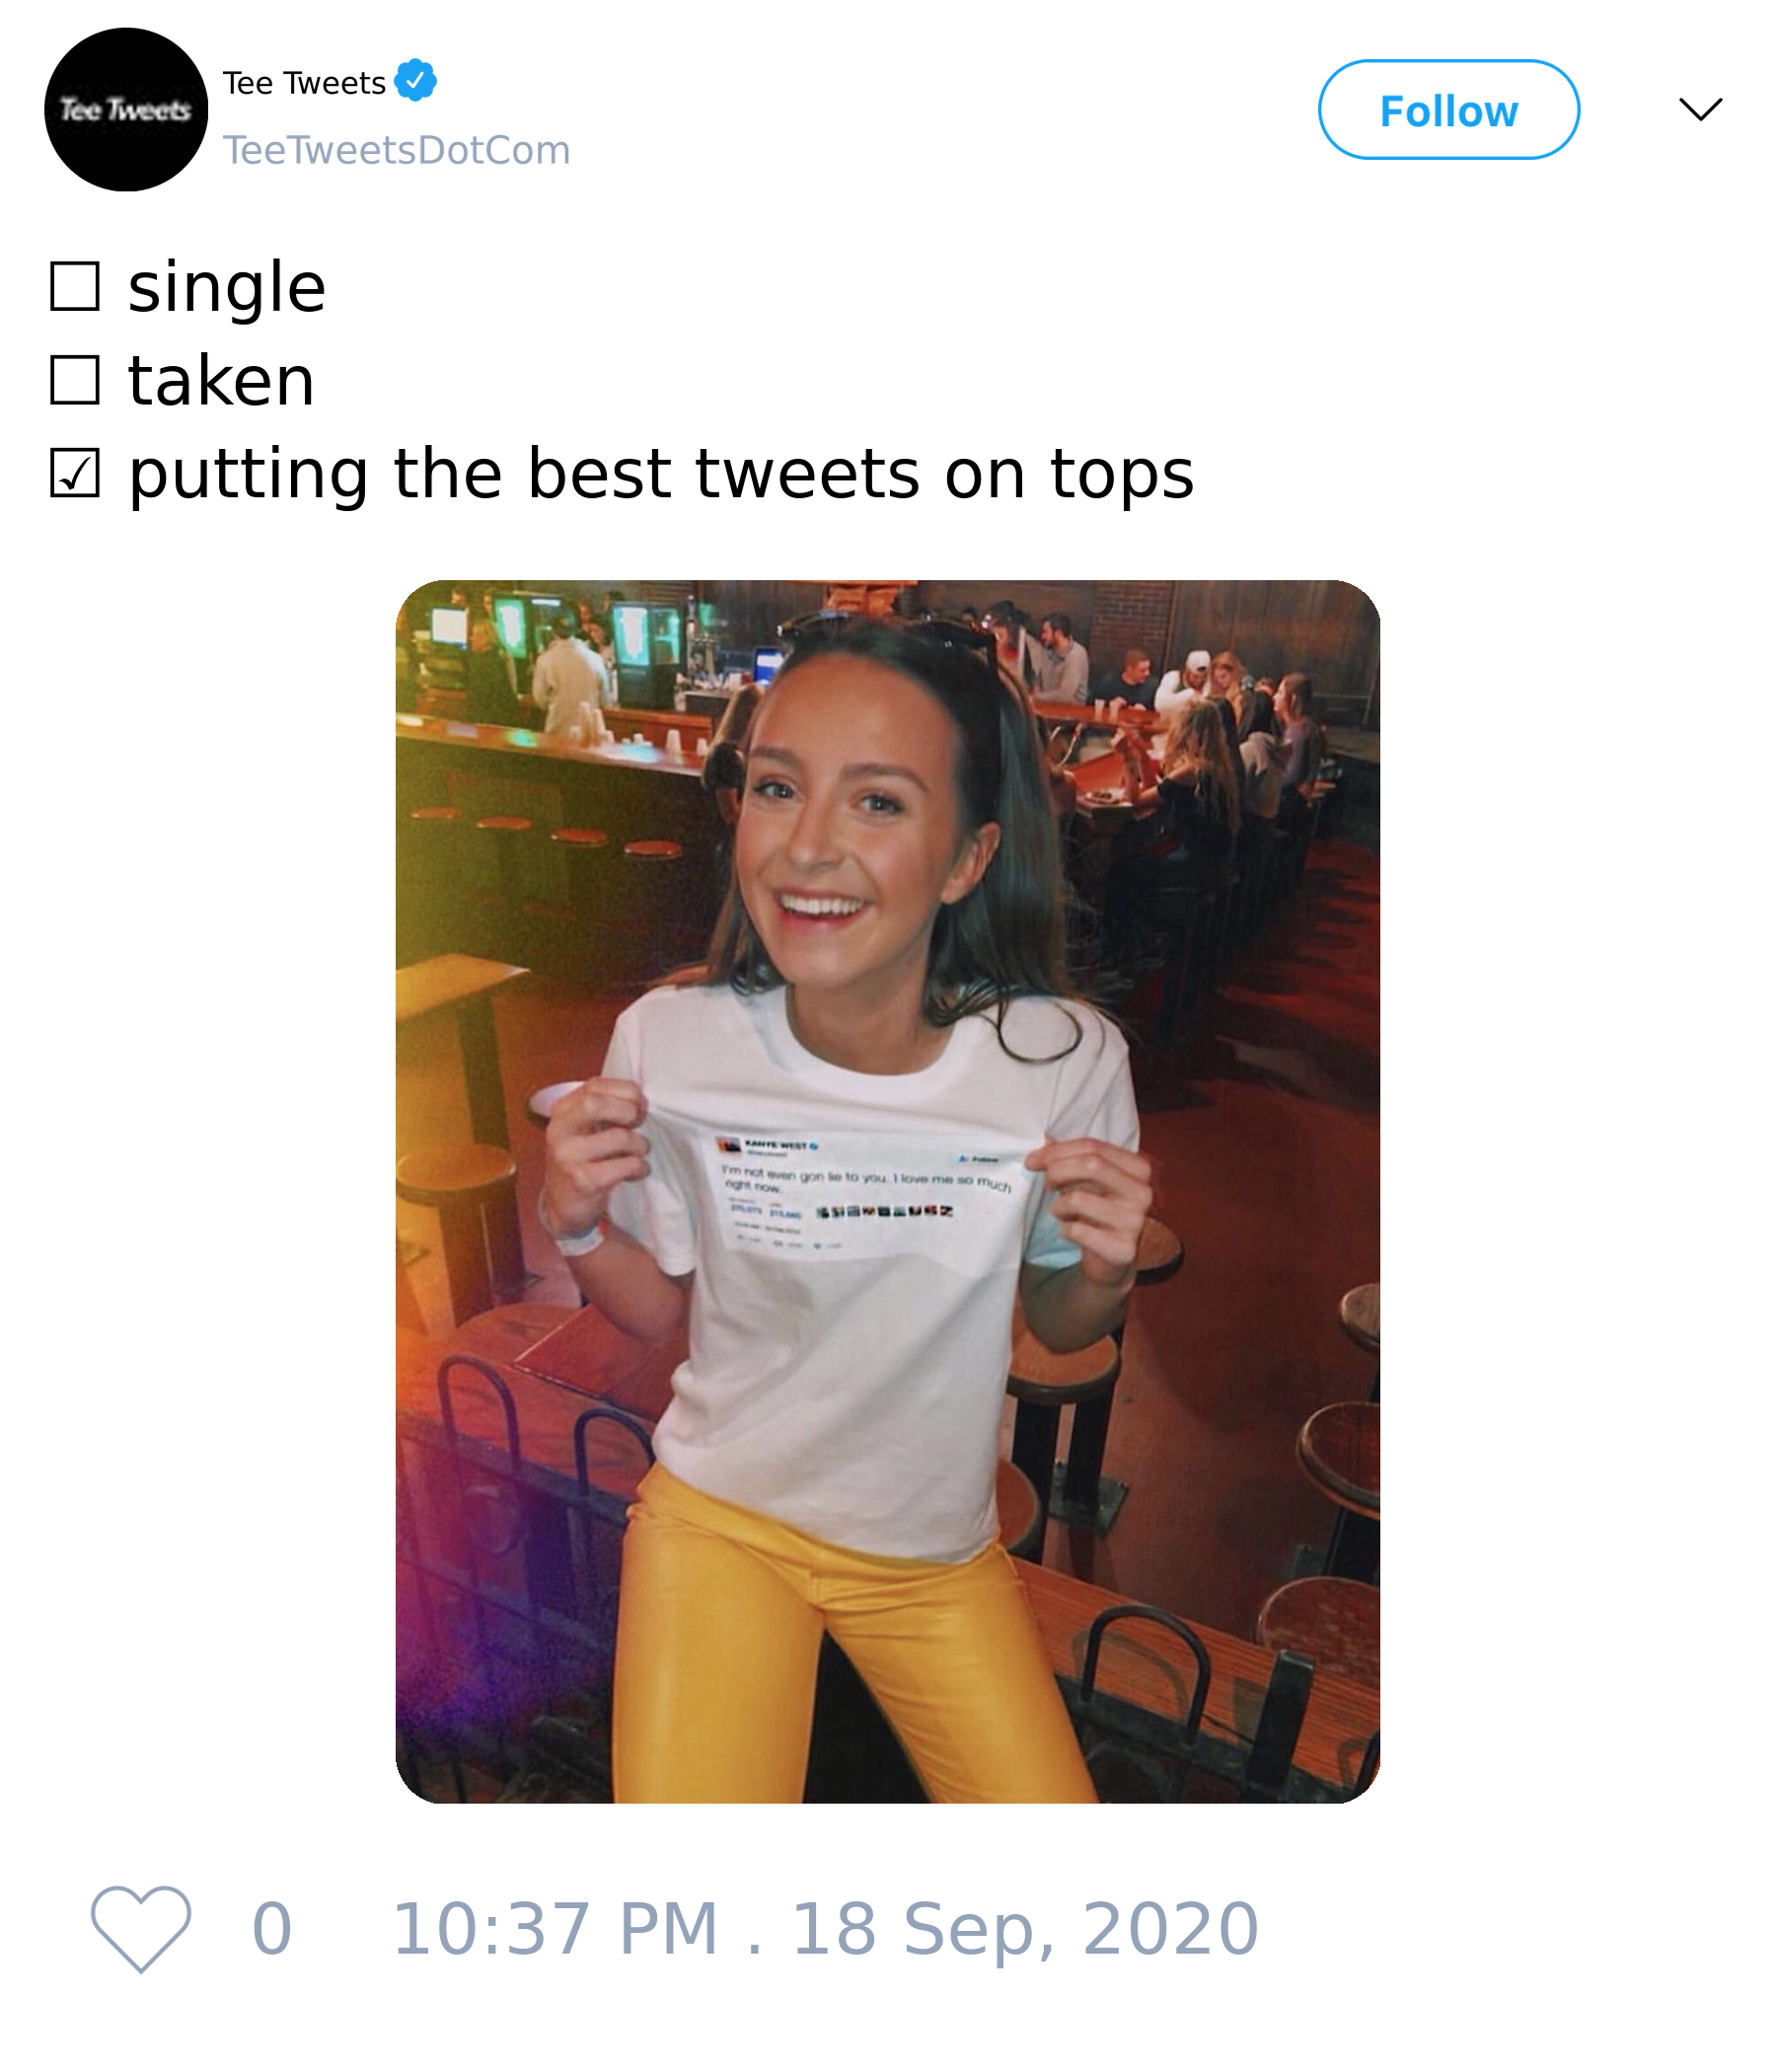 Tee Tweets
Tee Tweets
TeeTweetsDotCom
Follow
☐ single
☐ taken
☑ putting the best tweets on tops
KANYE WEST
Follow
I'm not even gon lie to you. I love me so much
right now.
0 10:37 PM . 18 Sep, 2020